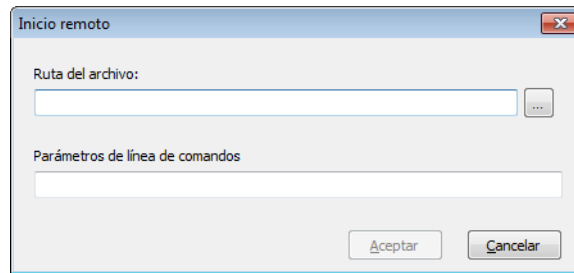 Inicio remoto
Ruta del archivo:
...
Parámetros de línea de comandos
Aceptar
Cancelar